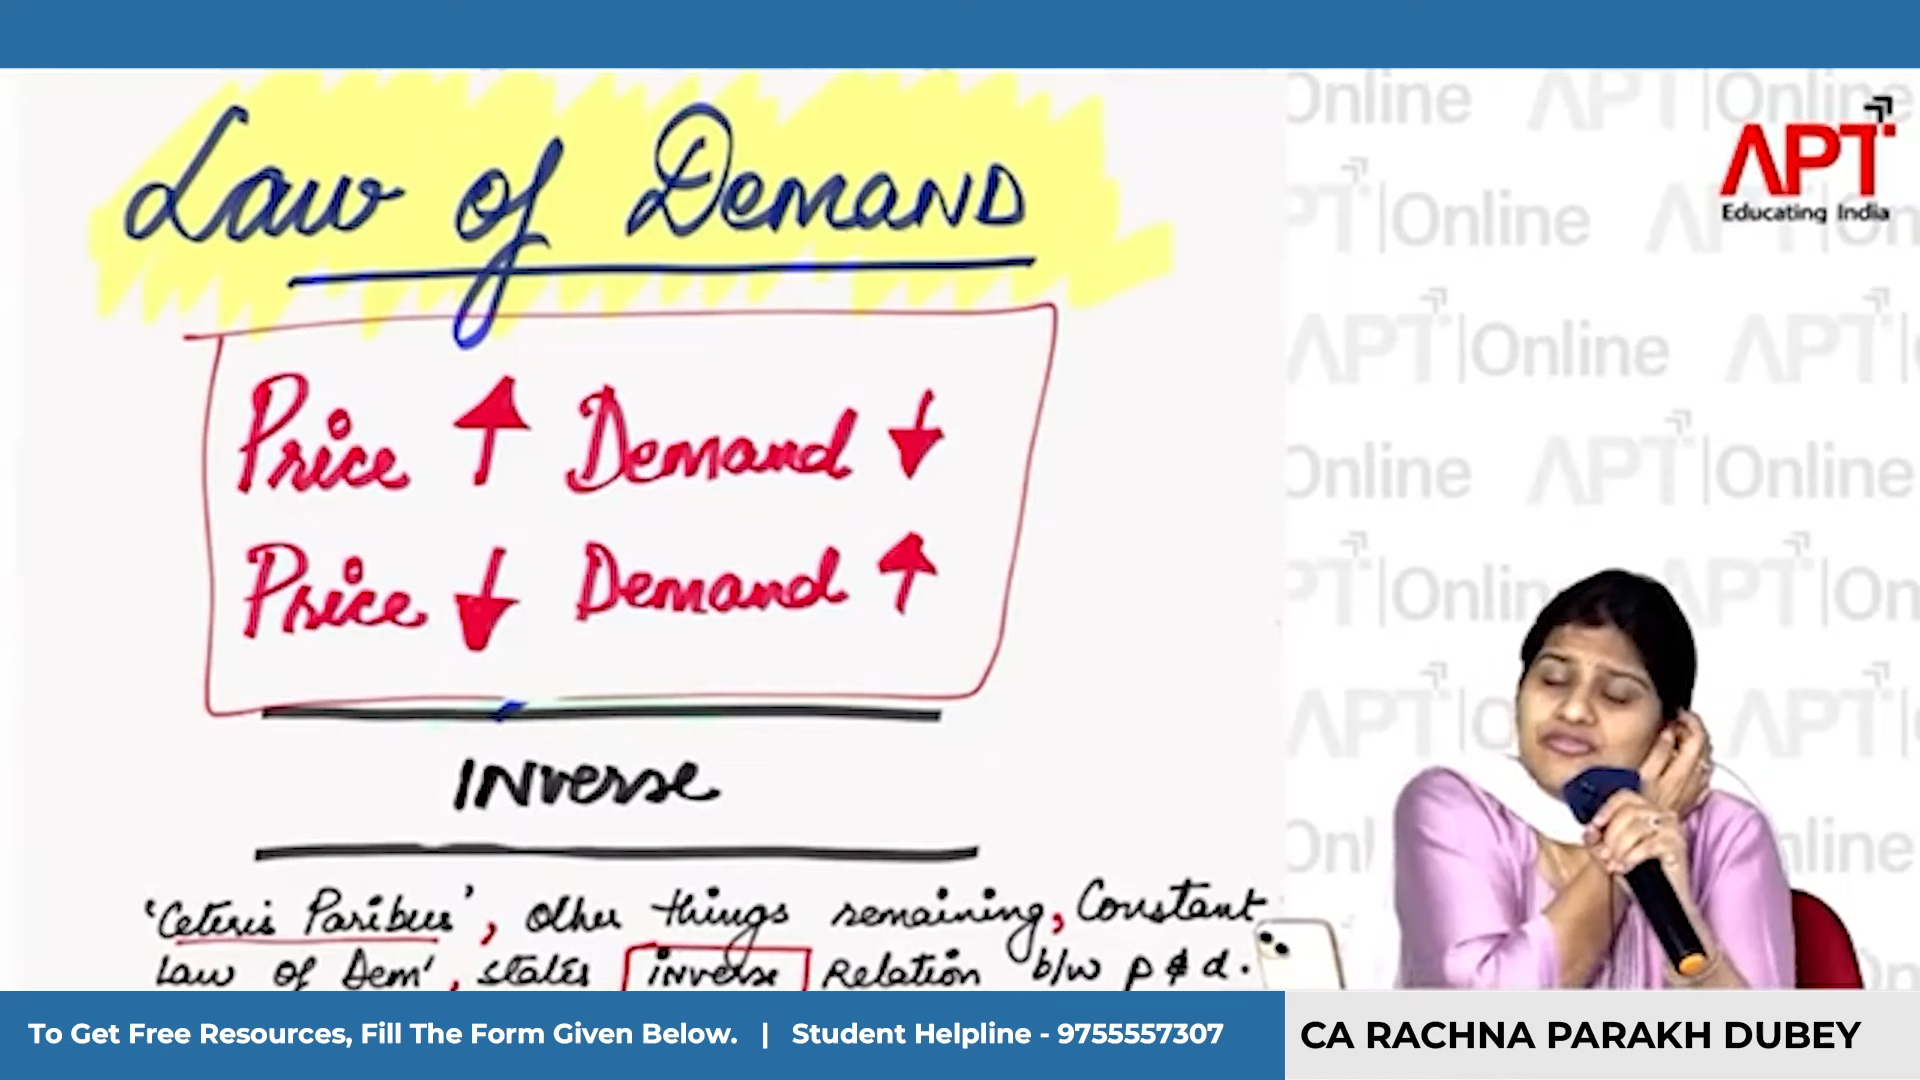 Law of Demand
Price ↑ Demand ↓
Price ↓ Demand ↑
Inverse
'Ceteris Paribus', other things remaining, Constant
Law of Dem', states inverse Relation b/w p & d.
APT
Educating India
APT|Online
To Get Free Resources, Fill The Form Given Below. | Student Helpline - 9755557307
CA RACHNA PARAKH DUBEY